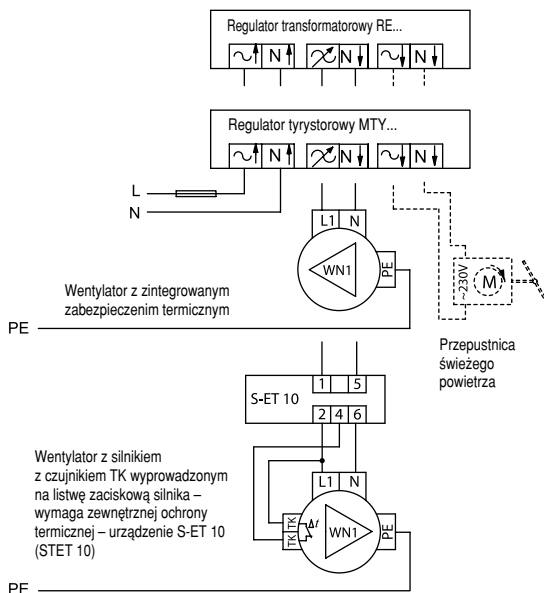 Regulator transformatorowy RE...
N N N
Regulator tyrystorowy MTY...
N N N
L
N
L1 N
WN1
PE
~230V
M
Wentylator z zintegrowanym
zabezpieczeniem termicznym
PE
Przepustnica
świeżego
powietrza
1 5
S-ET 10
2 4 6
Wentylator z silnikiem
z czujnikiem TK wyprowadzonym
na listwę zaciskową silnika –
wymaga zewnętrznej ochrony
termicznej – urządzenie S-ET 10
(STET 10)
L1 N
TK
TK
Δt
WN1
PE
PE